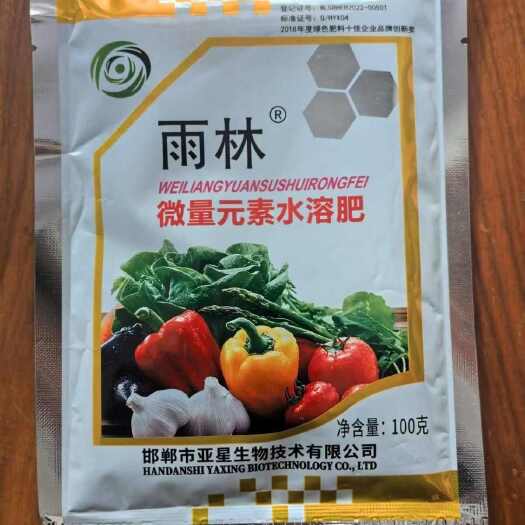 标准证号：Q/HYX04
2018年度绿色肥料十佳企业品牌创新奖
雨林®
WEILIANGYUANSUSHUIRONGFEI
微量元素水溶肥
净含量：100克
邯郸市亚星生物技术有限公司
HANDANSHI YAXING BIOTECHNOLOGY CO., LTD